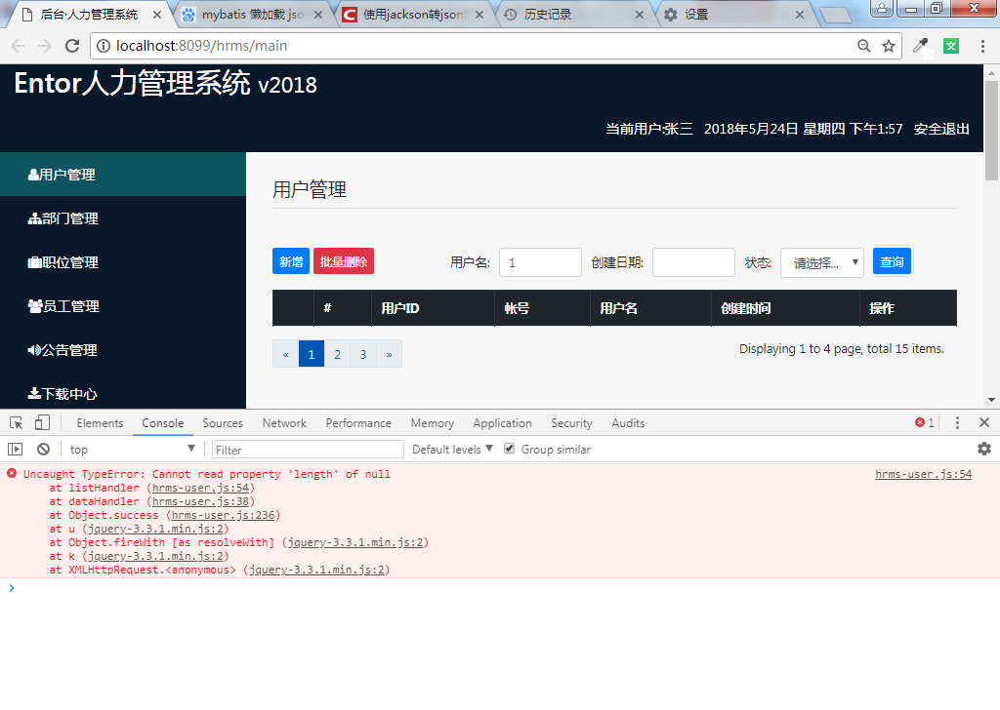 后台·人力管理系统
mybatis 懒加载 jso
使用jackson转json
历史记录
设置
localhost:8099/hrms/main
Entor人力管理系统 v2018
当前用户:张三 2018年5月24日 星期四 下午1:57 安全退出
用户管理
部门管理
职位管理
员工管理
公告管理
下载中心
用户管理
新增 批量删除 用户名: 1 创建日期: 状态: 请选择... 查询
# 用户ID 帐号 用户名 创建时间 操作
« 1 2 3 »
Displaying 1 to 4 page, total 15 items.
Elements Console Sources Network Performance Memory Application Security Audits 1
top Filter Default levels Group similar
Uncaught TypeError: Cannot read property 'length' of null hrms-user.js:54
at listHandler (hrms-user.js:54)
at dataHandler (hrms-user.js:38)
at Object.success (hrms-user.js:236)
at u (jquery-3.3.1.min.js:2)
at Object.fireWith [as resolveWith] (jquery-3.3.1.min.js:2)
at k (jquery-3.3.1.min.js:2)
at XMLHttpRequest.<anonymous> (jquery-3.3.1.min.js:2)